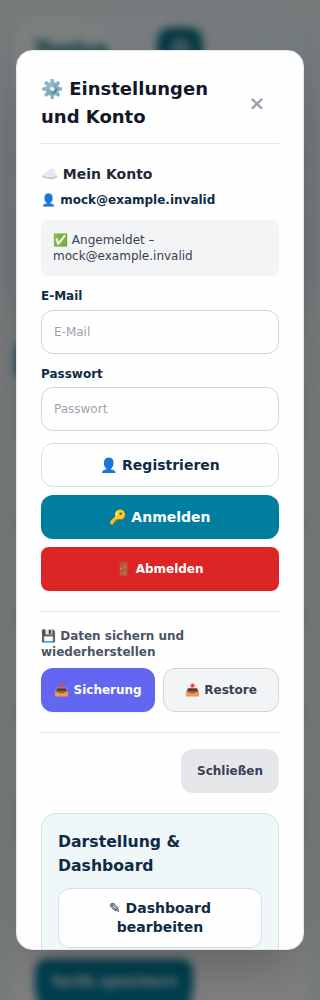 ⚙️ Einstellungen
und Konto
×
☁️ Mein Konto
👤 mock@example.invalid
✅ Angemeldet –
mock@example.invalid
E-Mail
E-Mail
Passwort
Passwort
👤 Registrieren
🔑 Anmelden
🚪 Abmelden
💾 Daten sichern und
wiederherstellen
📥 Sicherung
📤 Restore
Schließen
Darstellung &
Dashboard
✎ Dashboard
bearbeiten